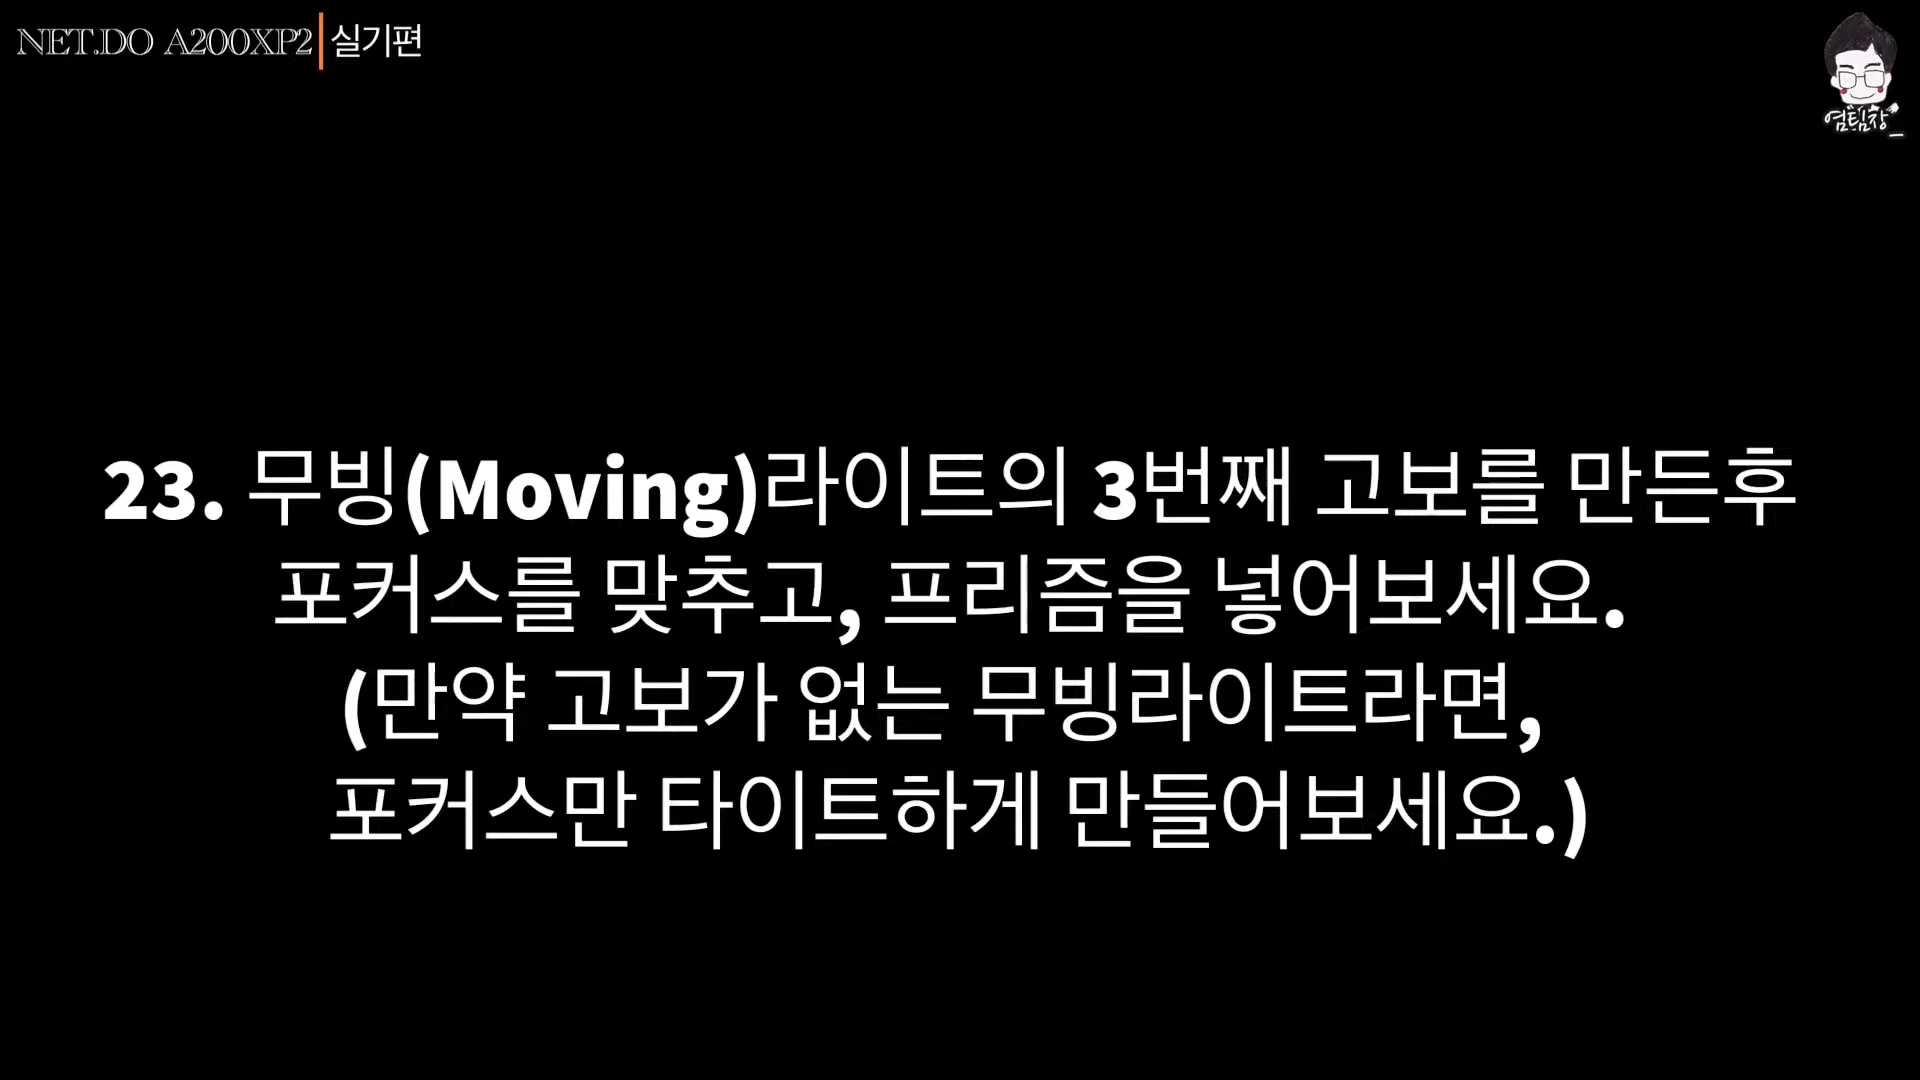 NET.DO A200XP2 | 실기편
염팀장_
23. 무빙(Moving)라이트의 3번째 고보를 만든후
포커스를 맞추고, 프리즘을 넣어보세요.
(만약 고보가 없는 무빙라이트라면,
포커스만 타이트하게 만들어보세요.)